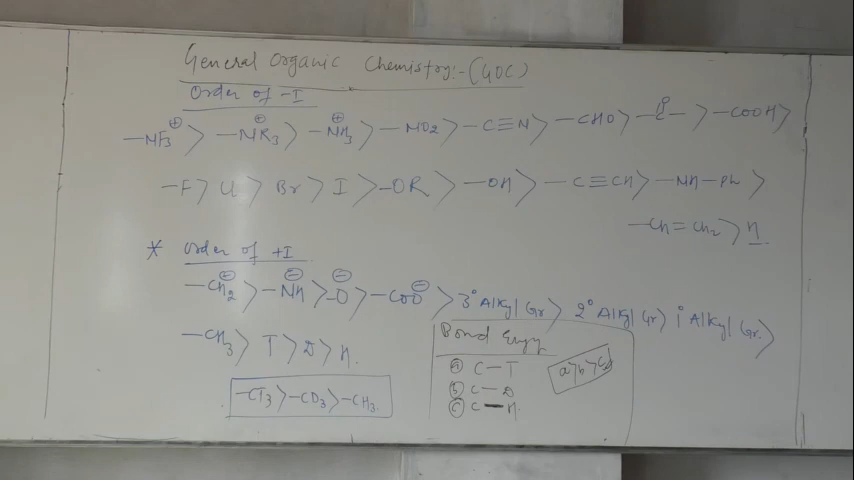 General Organic Chemistry:-(GOC)
Order of -I
-NF3⊕ > -N⊕R3 > -N⊕H3 > -NO2 > -C≡N > -CHO > -C(=O)- > -COOH >
-F > Cl > Br > I > -OR > -OH > -C≡CH > -NH-Ph >
-CH=CH2 > H
* Order of +I
-CH2⊖ > -NH⊖ > -O⊖ > -COO⊖ > 3° Alkyl Gr > 2° Alkyl Gr > 1° Alkyl Gr. >
-CH3 > T > D > H.
-CT3 > -CD3 > -CH3.
Bond Engy
(a) C-T
(b) C-D
(c) C-H.
a>b>c